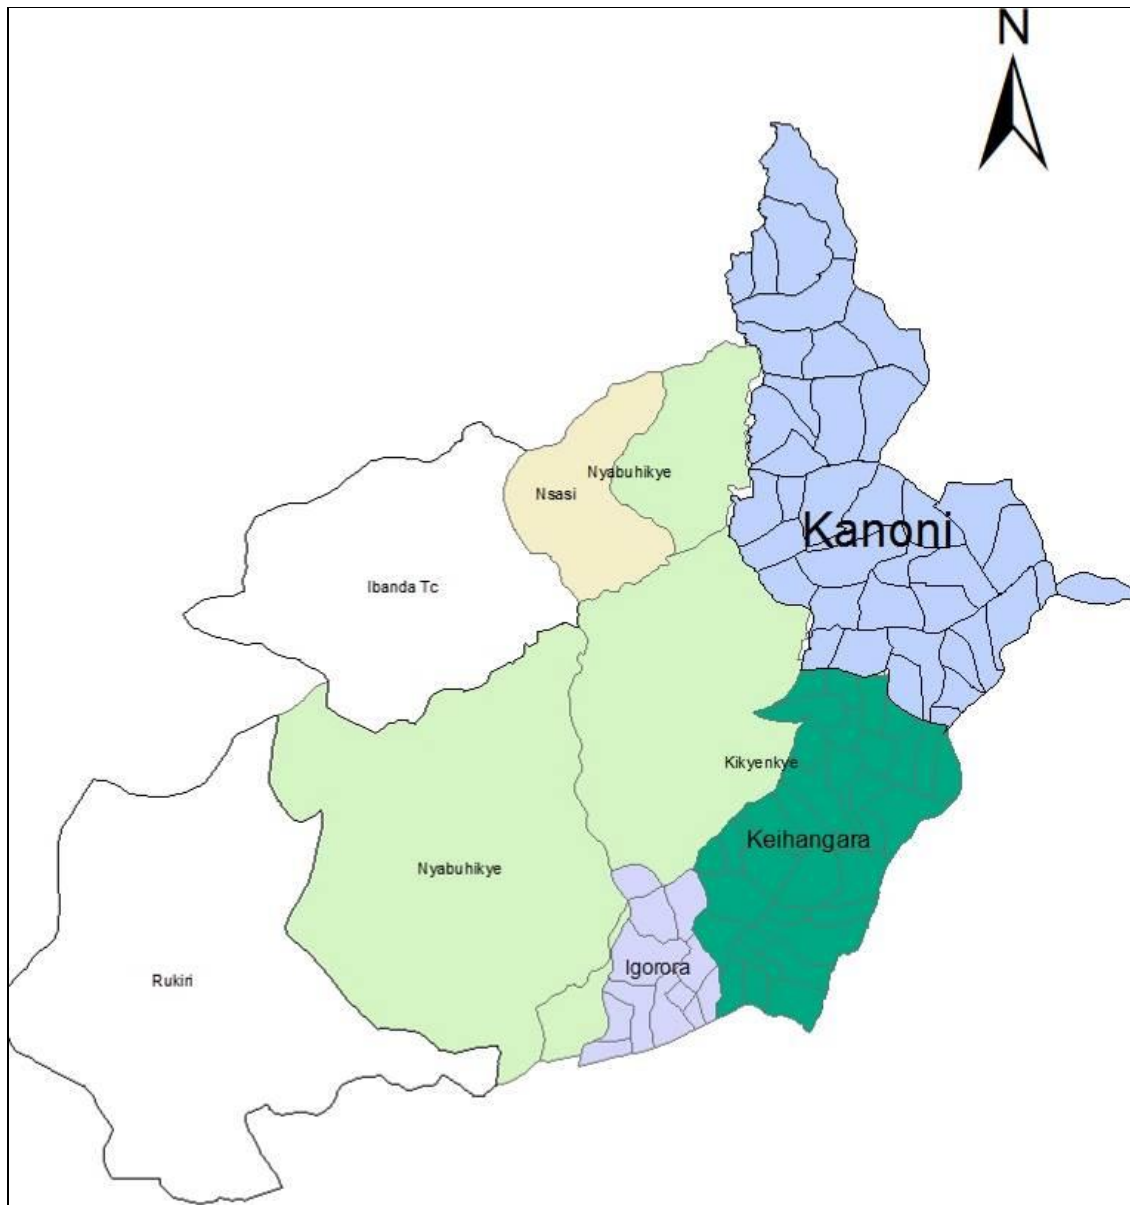 N
Nyabuhikye
Nsasi
Kanoni
Ibanda Tc
Kikyenkye
Keihangara
Nyabuhikye
Igorora
Rukiri